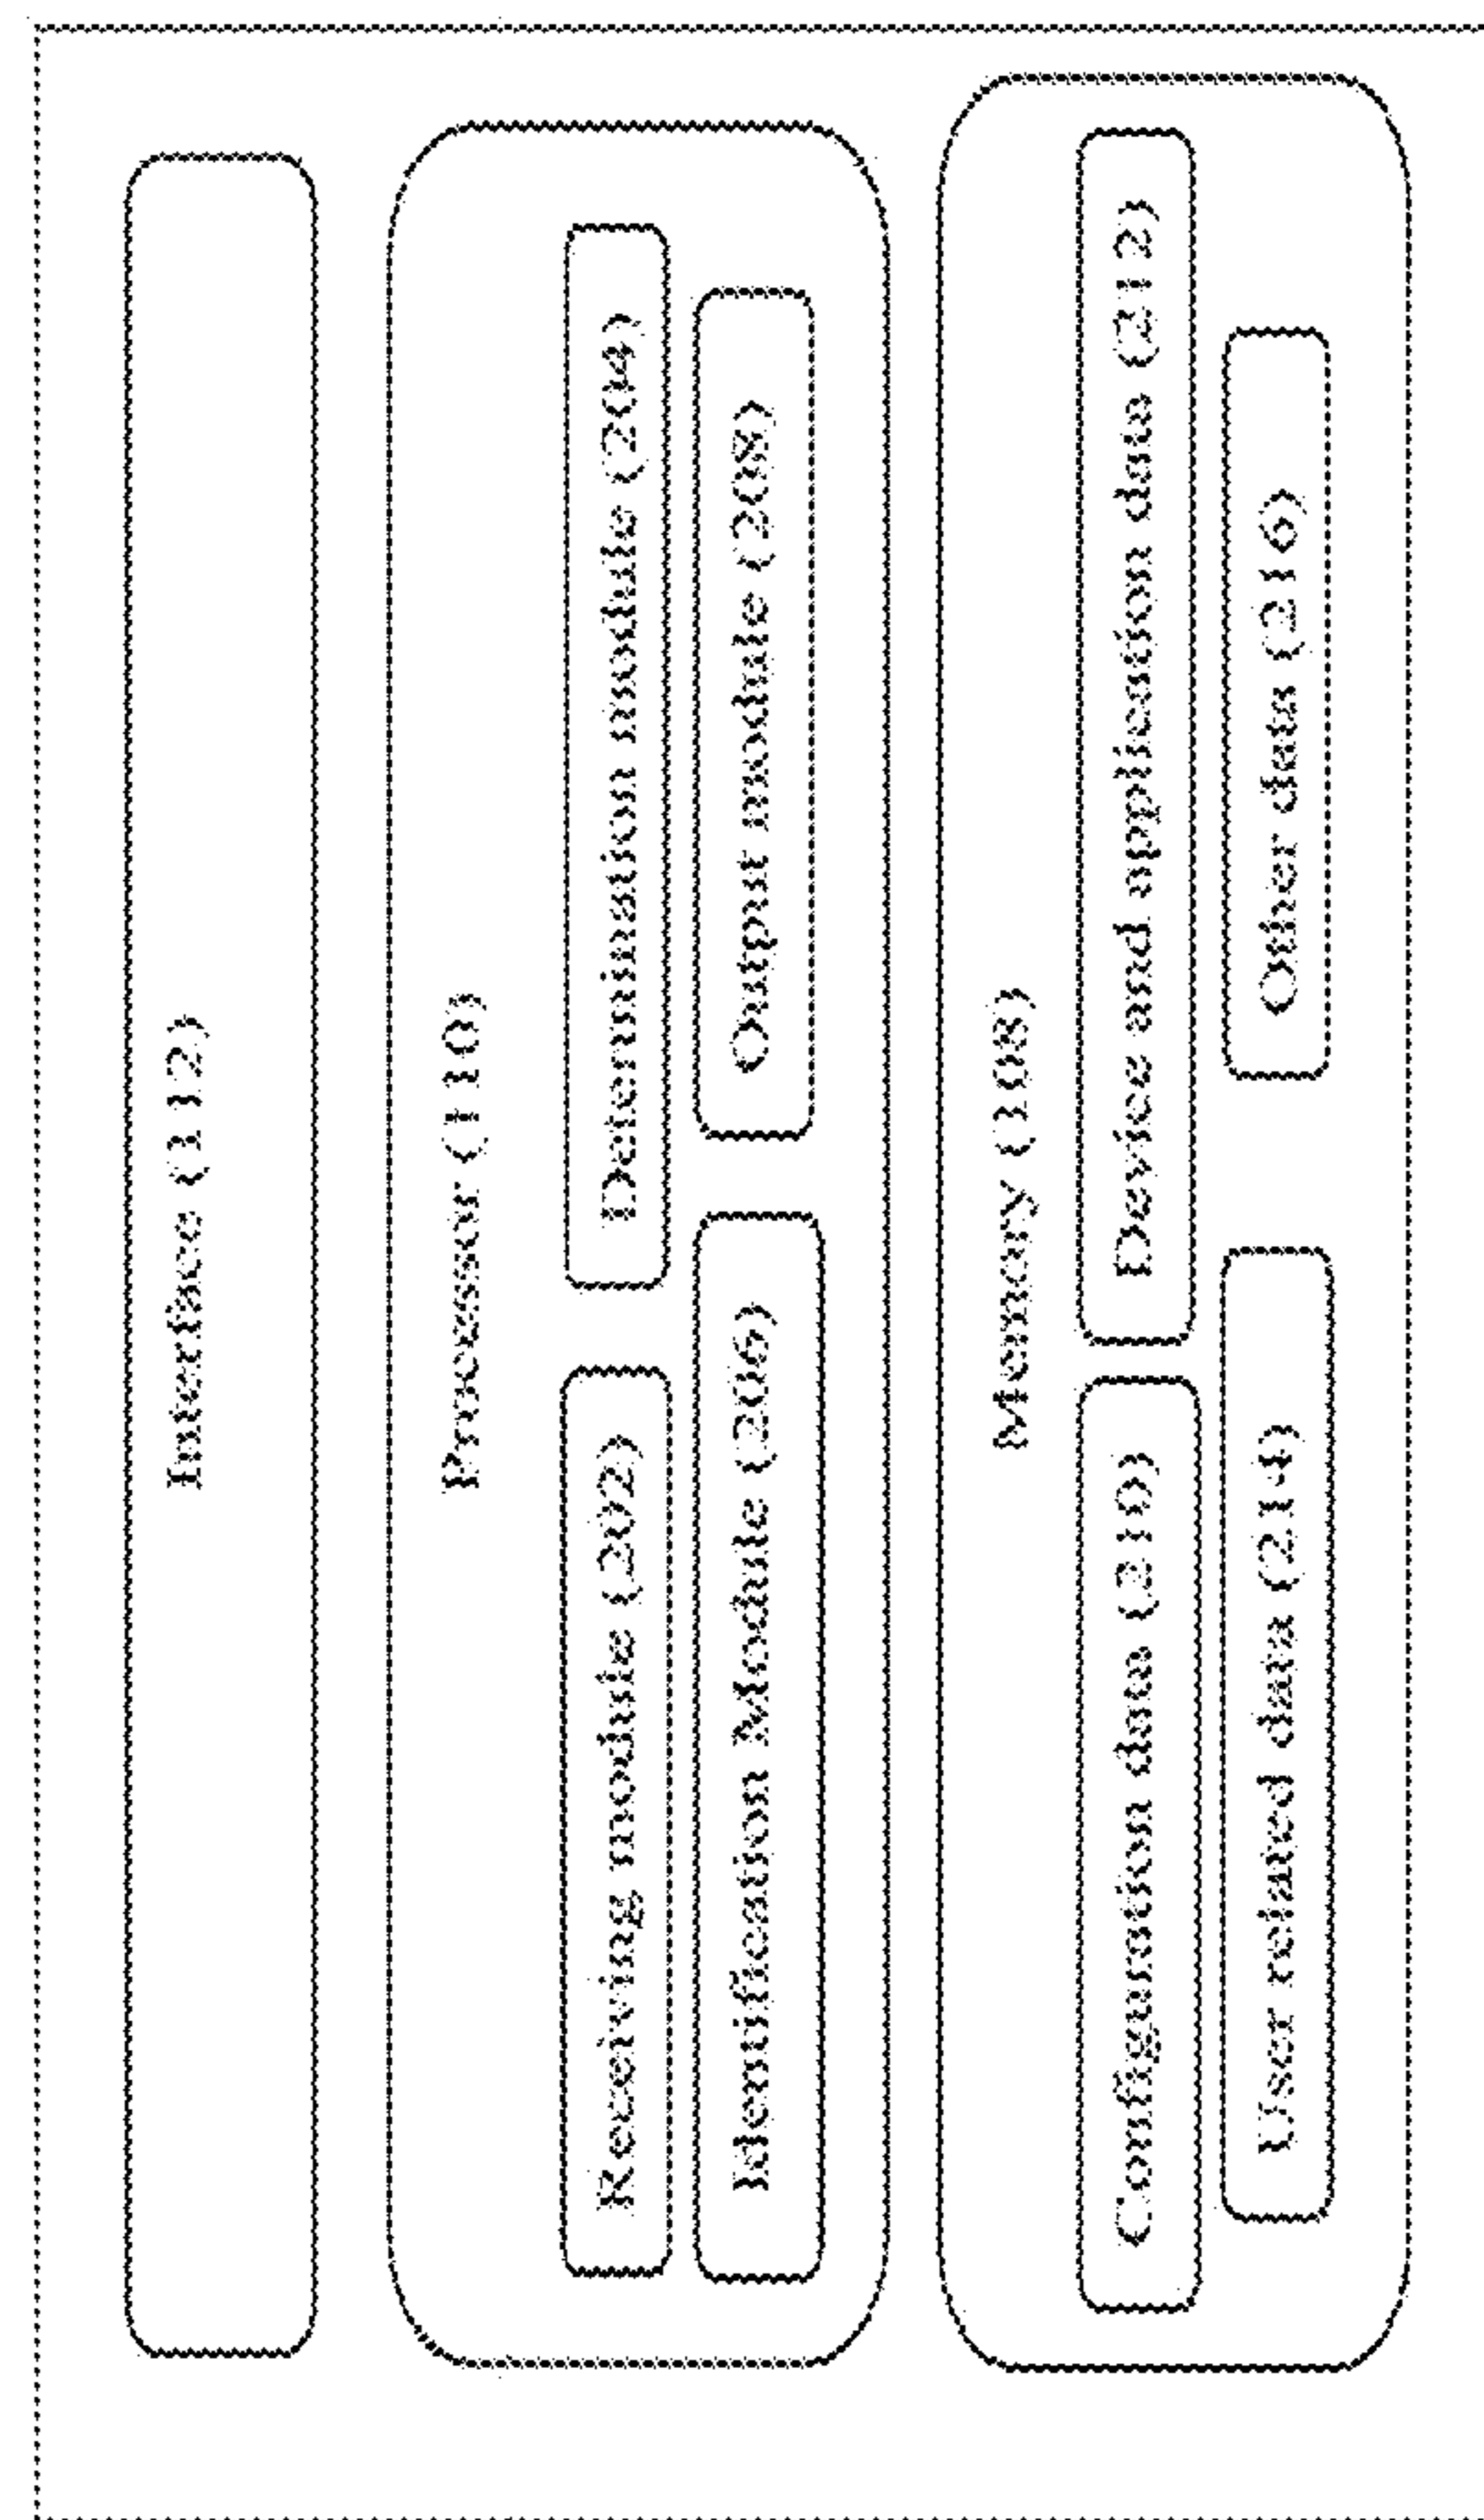 Interface (112)
Processor (110)
Receiving module (202)
Determination module (204)
Identification Module (206)
Output module (208)
Memory (108)
Configuration data (210)
Device and application data (212)
User related data (214)
Other data (216)